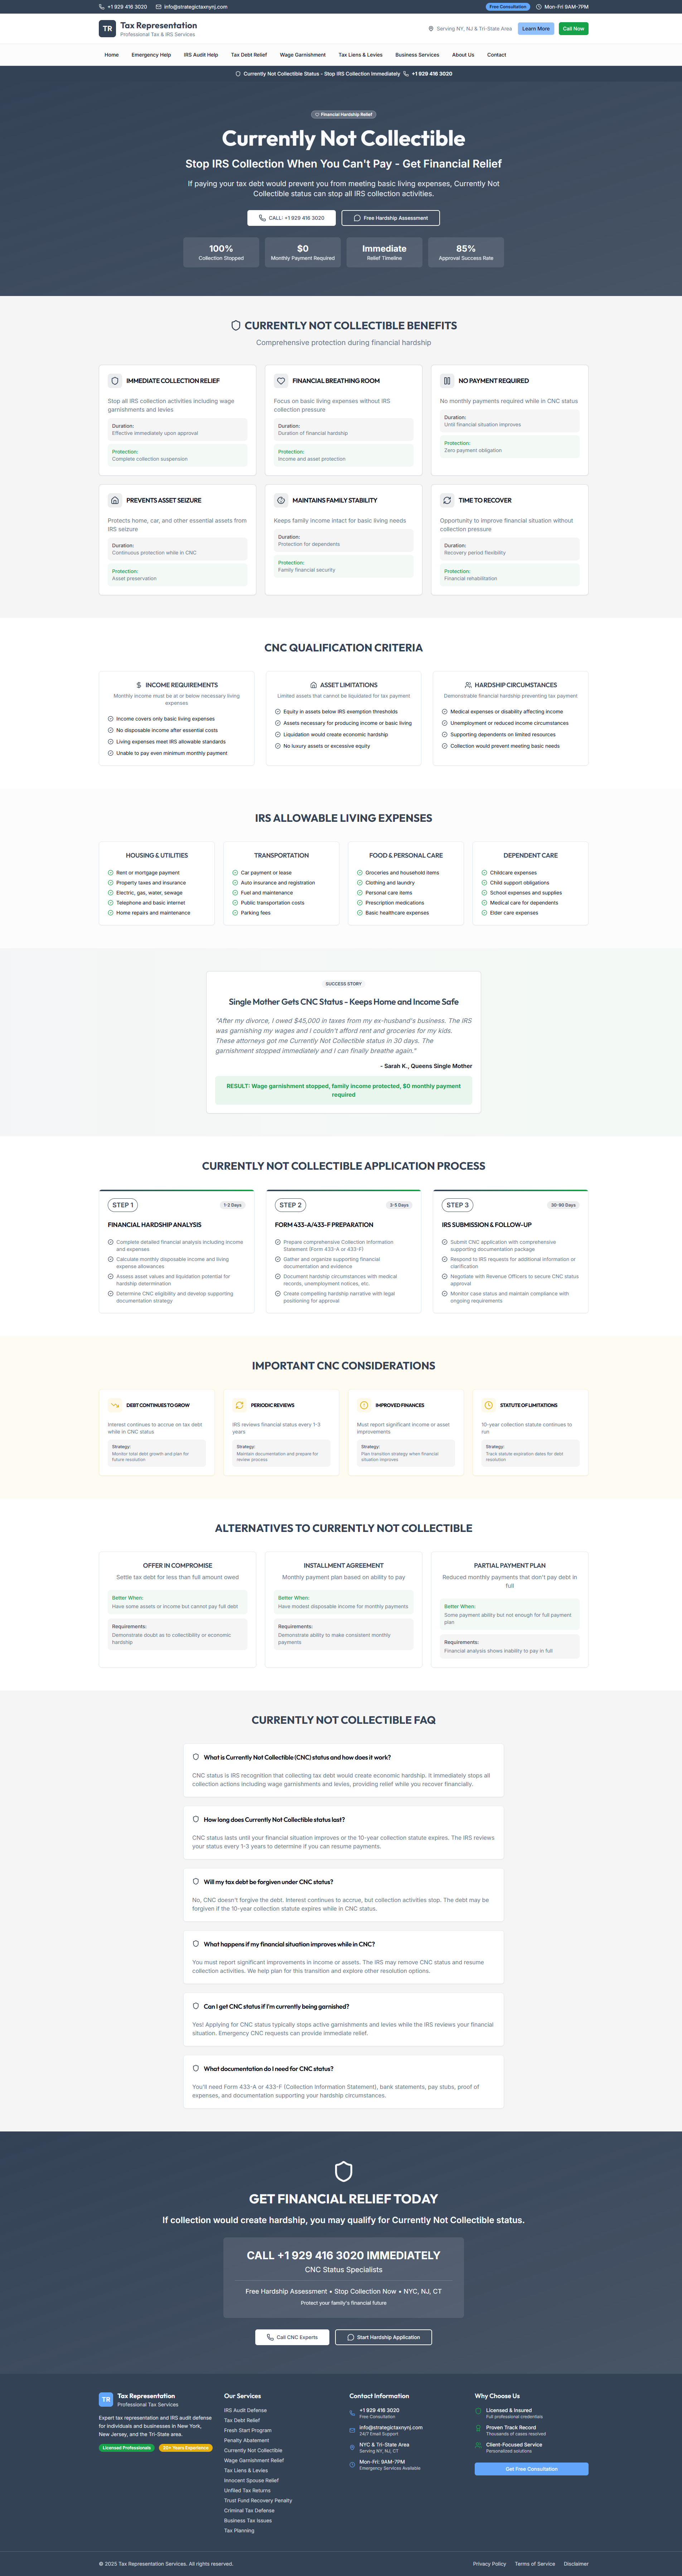 +1 929 416 3020 info@strategictaxnynj.com Free Consultation Mon-Fri 9AM-7PM
TR Tax Representation
Professional Tax & IRS Services
Serving NY, NJ & Tri-State Area Learn More Call Now
Home Emergency Help IRS Audit Help Tax Debt Relief Wage Garnishment Tax Liens & Levies Business Services About Us Contact
Currently Not Collectible Status - Stop IRS Collection Immediately +1 929 416 3020
Financial Hardship Relief
Currently Not Collectible
Stop IRS Collection When You Can't Pay - Get Financial Relief
If paying your tax debt would prevent you from meeting basic living expenses, Currently Not
Collectible status can stop all IRS collection activities.
CALL: +1 929 416 3020 Free Hardship Assessment
100%
Collection Stopped
$0
Monthly Payment Required
Immediate
Relief Timeline
85%
Approval Success Rate
CURRENTLY NOT COLLECTIBLE BENEFITS
Comprehensive protection during financial hardship
IMMEDIATE COLLECTION RELIEF
Stop all IRS collection activities including wage
garnishments and levies
Duration:
Effective immediately upon approval
Protection:
Complete collection suspension
FINANCIAL BREATHING ROOM
Focus on basic living expenses without IRS
collection pressure
Duration:
Duration of financial hardship
Protection:
Income and asset protection
NO PAYMENT REQUIRED
No monthly payments required while in CNC status
Duration:
Until financial situation improves
Protection:
Zero payment obligation
PREVENTS ASSET SEIZURE
Protects home, car, and other essential assets from
IRS seizure
Duration:
Continuous protection while in CNC
Protection:
Asset preservation
MAINTAINS FAMILY STABILITY
Keeps family income intact for basic living needs
Duration:
Protection for dependents
Protection:
Family financial security
TIME TO RECOVER
Opportunity to improve financial situation without
collection pressure
Duration:
Recovery period flexibility
Protection:
Financial rehabilitation
CNC QUALIFICATION CRITERIA
INCOME REQUIREMENTS
Monthly income must be at or below necessary living
expenses
Income covers only basic living expenses
No disposable income after essential costs
Living expenses meet IRS allowable standards
Unable to pay even minimum monthly payment
ASSET LIMITATIONS
Limited assets that cannot be liquidated for tax payment
Equity in assets below IRS exemption thresholds
Assets necessary for producing income or basic living
Liquidation would create economic hardship
No luxury assets or excessive equity
HARDSHIP CIRCUMSTANCES
Demonstrable financial hardship preventing tax payment
Medical expenses or disability affecting income
Unemployment or reduced income circumstances
Supporting dependents on limited resources
Collection would prevent meeting basic needs
IRS ALLOWABLE LIVING EXPENSES
HOUSING & UTILITIES
Rent or mortgage payment
Property taxes and insurance
Electric, gas, water, sewage
Telephone and basic internet
Home repairs and maintenance
TRANSPORTATION
Car payment or lease
Auto insurance and registration
Fuel and maintenance
Public transportation costs
Parking fees
FOOD & PERSONAL CARE
Groceries and household items
Clothing and laundry
Personal care items
Prescription medications
Basic healthcare expenses
DEPENDENT CARE
Childcare expenses
Child support obligations
School expenses and supplies
Medical care for dependents
Elder care expenses
SUCCESS STORY
Single Mother Gets CNC Status - Keeps Home and Income Safe
"After my divorce, I owed $45,000 in taxes from my ex-husband's business. The IRS
was garnishing my wages and I couldn't afford rent and groceries for my kids.
These attorneys got me Currently Not Collectible status in 30 days. The
garnishment stopped immediately and I can finally breathe again."
- Sarah K., Queens Single Mother
RESULT: Wage garnishment stopped, family income protected, $0 monthly payment
required
CURRENTLY NOT COLLECTIBLE APPLICATION PROCESS
STEP 1 1-2 Days
FINANCIAL HARDSHIP ANALYSIS
Complete detailed financial analysis including income
and expenses
Calculate monthly disposable income and living
expense allowances
Assess asset values and liquidation potential for
hardship determination
Determine CNC eligibility and develop supporting
documentation strategy
STEP 2 3-5 Days
FORM 433-A/433-F PREPARATION
Prepare comprehensive Collection Information
Statement (Form 433-A or 433-F)
Gather and organize supporting financial
documentation and evidence
Document hardship circumstances with medical
records, unemployment notices, etc.
Create compelling hardship narrative with legal
positioning for approval
STEP 3 30-90 Days
IRS SUBMISSION & FOLLOW-UP
Submit CNC application with comprehensive
supporting documentation package
Respond to IRS requests for additional information or
clarification
Negotiate with Revenue Officers to secure CNC status
approval
Monitor case status and maintain compliance with
ongoing requirements
IMPORTANT CNC CONSIDERATIONS
DEBT CONTINUES TO GROW
Interest continues to accrue on tax debt
while in CNC status
Strategy:
Monitor total debt growth and plan for
future resolution
PERIODIC REVIEWS
IRS reviews financial status every 1-3
years
Strategy:
Maintain documentation and prepare for
review process
IMPROVED FINANCES
Must report significant income or asset
improvements
Strategy:
Plan transition strategy when financial
situation improves
STATUTE OF LIMITATIONS
10-year collection statute continues to
run
Strategy:
Track statute expiration dates for debt
resolution
ALTERNATIVES TO CURRENTLY NOT COLLECTIBLE
OFFER IN COMPROMISE
Settle tax debt for less than full amount owed
Better When:
Have some assets or income but cannot pay full debt
Requirements:
Demonstrate doubt as to collectibility or economic
hardship
INSTALLMENT AGREEMENT
Monthly payment plan based on ability to pay
Better When:
Have modest disposable income for monthly payments
Requirements:
Demonstrate ability to make consistent monthly
payments
PARTIAL PAYMENT PLAN
Reduced monthly payments that don't pay debt in
full
Better When:
Some payment ability but not enough for full payment
plan
Requirements:
Financial analysis shows inability to pay in full
CURRENTLY NOT COLLECTIBLE FAQ
What is Currently Not Collectible (CNC) status and how does it work?
CNC status is IRS recognition that collecting tax debt would create economic hardship. It immediately stops all
collection actions including wage garnishments and levies, providing relief while you recover financially.
How long does Currently Not Collectible status last?
CNC status lasts until your financial situation improves or the 10-year collection statute expires. The IRS reviews
your status every 1-3 years to determine if you can resume payments.
Will my tax debt be forgiven under CNC status?
No, CNC doesn't forgive the debt. Interest continues to accrue, but collection activities stop. The debt may be
forgiven if the 10-year collection statute expires while in CNC status.
What happens if my financial situation improves while in CNC?
You must report significant improvements in income or assets. The IRS may remove CNC status and resume
collection activities. We help plan for this transition and explore other resolution options.
Can I get CNC status if I'm currently being garnished?
Yes! Applying for CNC status typically stops active garnishments and levies while the IRS reviews your financial
situation. Emergency CNC requests can provide immediate relief.
What documentation do I need for CNC status?
You'll need Form 433-A or 433-F (Collection Information Statement), bank statements, pay stubs, proof of
expenses, and documentation supporting your hardship circumstances.
GET FINANCIAL RELIEF TODAY
If collection would create hardship, you may qualify for Currently Not Collectible status.
CALL +1 929 416 3020 IMMEDIATELY
CNC Status Specialists
Free Hardship Assessment • Stop Collection Now • NYC, NJ, CT
Protect your family's financial future
Call CNC Experts Start Hardship Application
TR Tax Representation
Professional Tax Services
Expert tax representation and IRS audit defense
for individuals and businesses in New York,
New Jersey, and the Tri-State area.
Licensed Professionals 20+ Years Experience
Our Services
IRS Audit Defense
Tax Debt Relief
Fresh Start Program
Penalty Abatement
Currently Not Collectible
Wage Garnishment Relief
Tax Liens & Levies
Innocent Spouse Relief
Unfiled Tax Returns
Trust Fund Recovery Penalty
Criminal Tax Defense
Business Tax Issues
Tax Planning
Contact Information
+1 929 416 3020
Free Consultation
info@strategictaxnynj.com
24/7 Email Support
NYC & Tri-State Area
Serving NY, NJ, CT
Mon-Fri: 9AM-7PM
Emergency Services Available
Why Choose Us
Licensed & Insured
Full professional credentials
Proven Track Record
Thousands of cases resolved
Client-Focused Service
Personalized solutions
Get Free Consultation
© 2025 Tax Representation Services. All rights reserved.
Privacy Policy Terms of Service Disclaimer